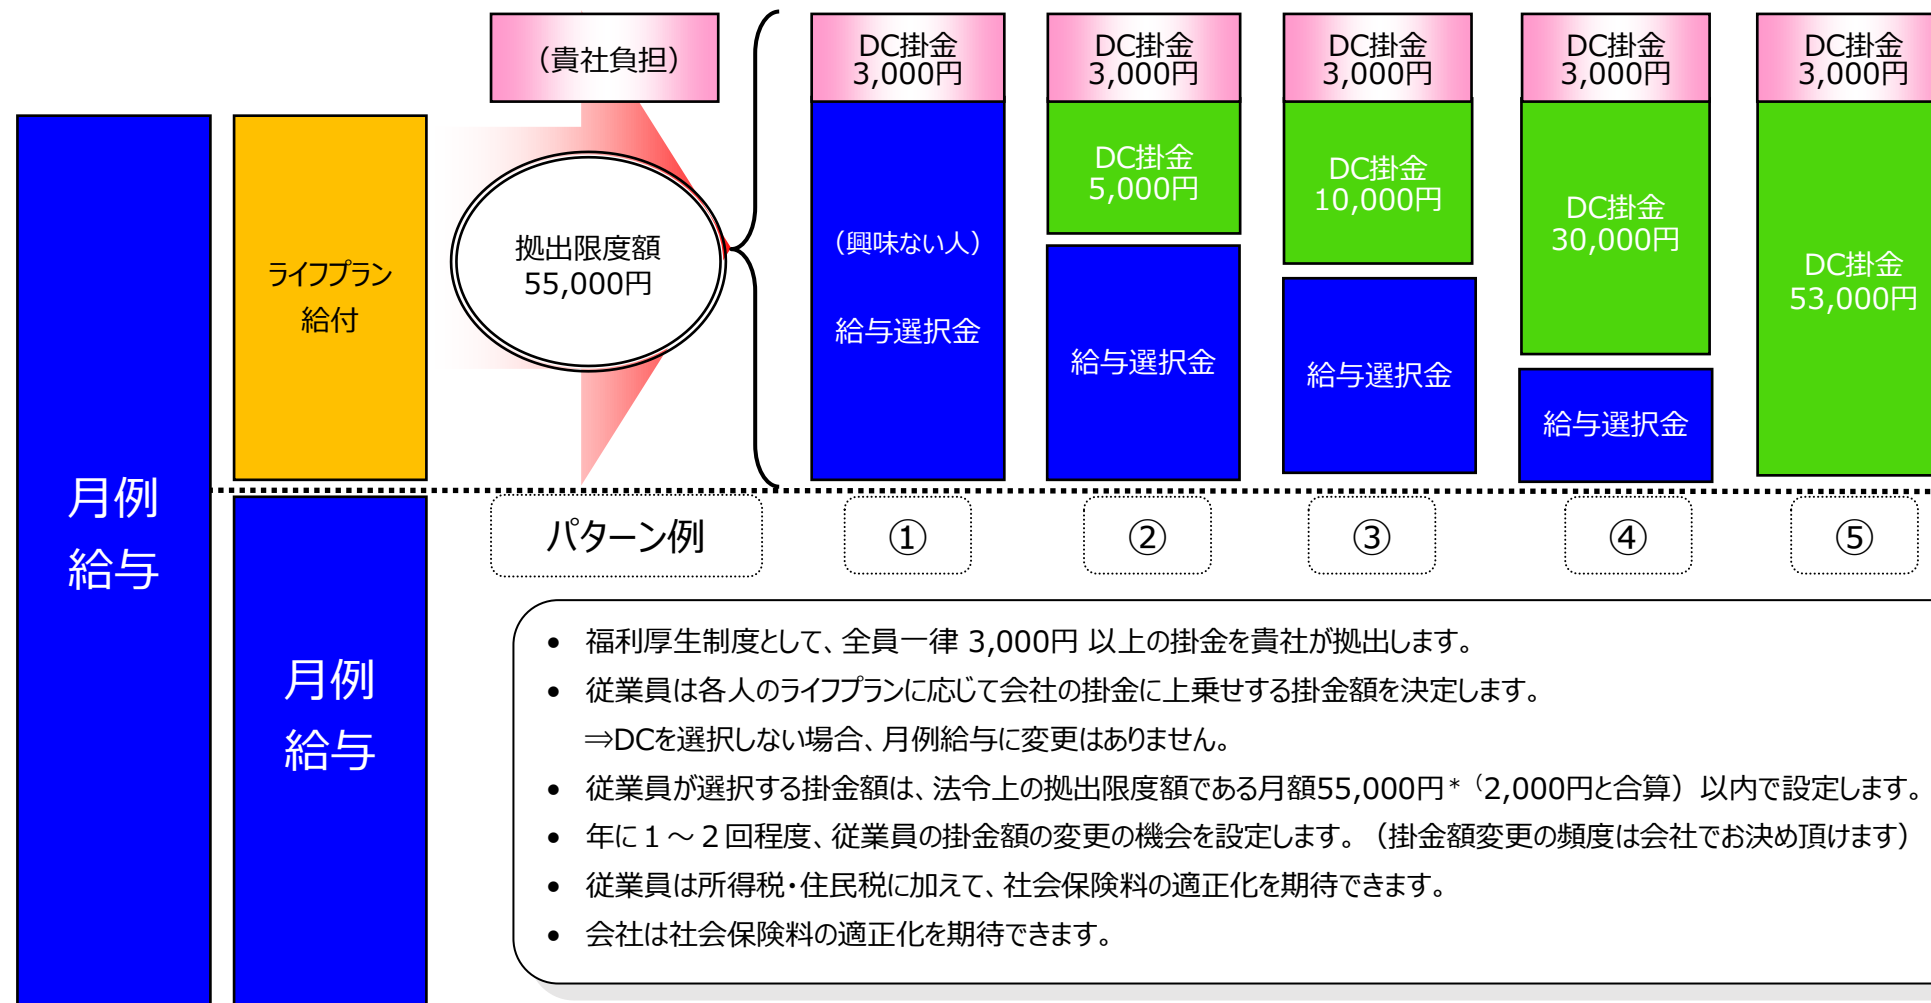 （貴社負担）
DC掛金
3,000円
DC掛金
3,000円
DC掛金
3,000円
DC掛金
3,000円
DC掛金
3,000円
月例
給与
ライフプラン
給付
拠出限度額
55,000円
（興味ない人）
給与選択金
DC掛金
5,000円
給与選択金
DC掛金
10,000円
給与選択金
DC掛金
30,000円
給与選択金
DC掛金
53,000円
月例
給与
パターン例
①
②
③
④
⑤
• 福利厚生制度として、全員一律 3,000円 以上の掛金を貴社が拠出します。
• 従業員は各人のライフプランに応じて会社の掛金に上乗せする掛金額を決定します。
⇒DCを選択しない場合、月例給与に変更はありません。
• 従業員が選択する掛金額は、法令上の拠出限度額である月額55,000円*（2,000円と合算）以内で設定します。
• 年に１～２回程度、従業員の掛金額の変更の機会を設定します。（掛金額変更の頻度は会社でお決め頂けます）
• 従業員は所得税・住民税に加えて、社会保険料の適正化を期待できます。
• 会社は社会保険料の適正化を期待できます。